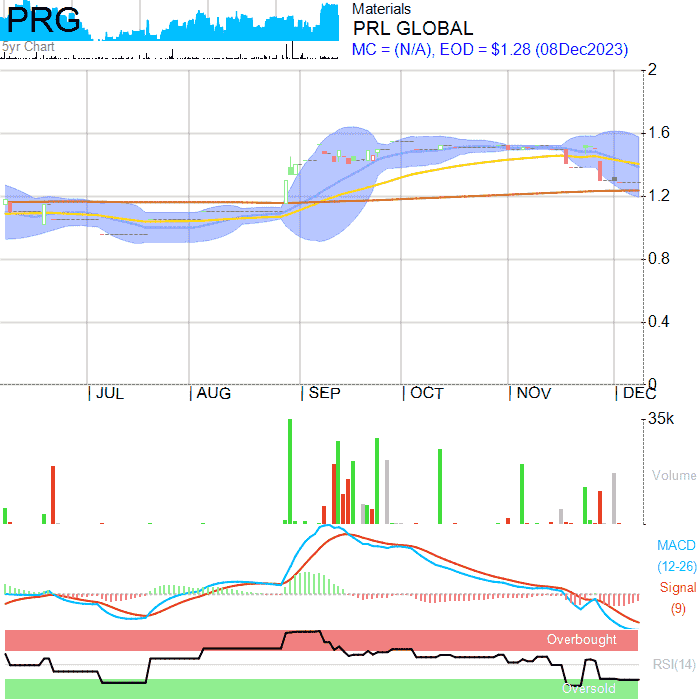 PRG
5yr Chart
Materials
PRL GLOBAL
MC = (N/A), EOD = $1.28 (08Dec2023)
2
1.6
1.2
0.8
0.4
0
JUL AUG SEP OCT NOV DEC
35k
Volume
MACD
(12-26)
Signal
(9)
Overbought
RSI(14)
Oversold